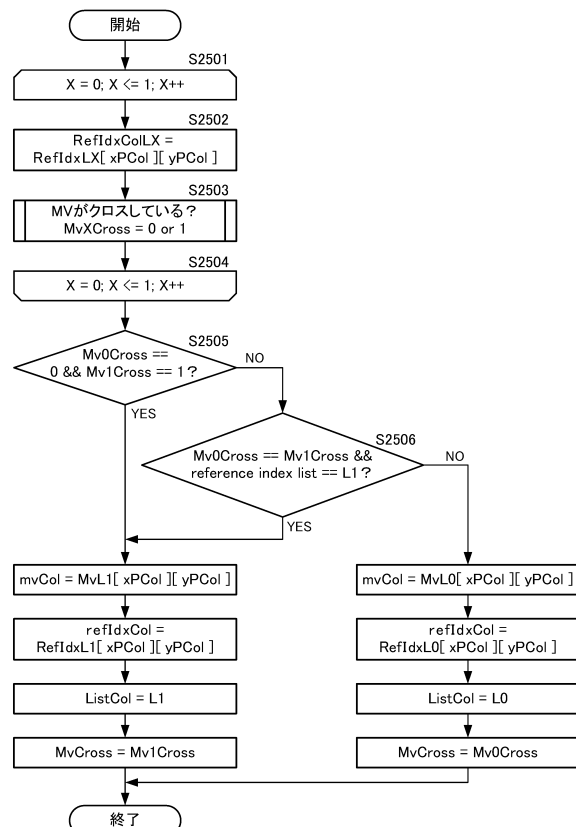 開始
S2501
X = 0; X <= 1; X++
S2502
RefIdxColLX =
RefIdxLX[ xPCol ][ yPCol ]
S2503
MVがクロスしている？
MvXCross = 0 or 1
S2504
X = 0; X <= 1; X++
S2505
Mv0Cross ==
0 && Mv1Cross == 1？
NO
YES
S2506
Mv0Cross == Mv1Cross &&
reference index list == L1？
NO
YES
mvCol = MvL1[ xPCol ][ yPCol ]
refIdxCol =
RefIdxL1[ xPCol ][ yPCol ]
ListCol = L1
MvCross = Mv1Cross
mvCol = MvL0[ xPCol ][ yPCol ]
refIdxCol =
RefIdxL0[ xPCol ][ yPCol ]
ListCol = L0
MvCross = Mv0Cross
終了